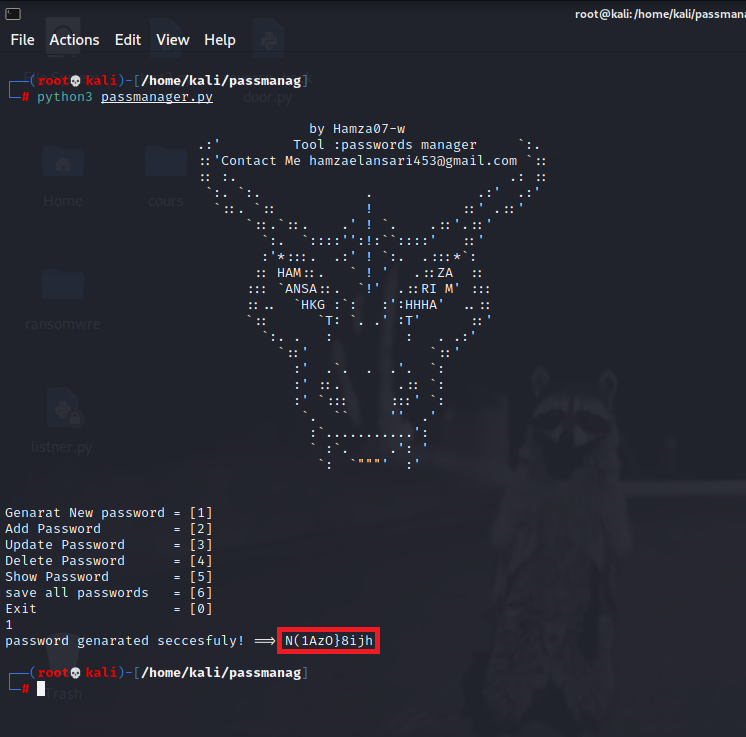 root@kali: /home/kali/passmanag
File Actions Edit View Help
(root💀kali)-[/home/kali/passmanag]
# python3 passmanager.py
door.py
by Hamza07-w
Tool :passwords manager
'Contact Me hamzaelansari453@gmail.com
Home
cours
HAM ZA
ANSA RI M
HKG HHHA
T T
ransomwre
listner.py
Genarat New password = [1]
Add Password = [2]
Update Password = [3]
Delete Password = [4]
Show Password = [5]
save all passwords = [6]
Exit = [0]
1
password genarated seccesfuly! ==> N(1AzO}8ijh
(root💀kali)-[/home/kali/passmanag]
#
Trash